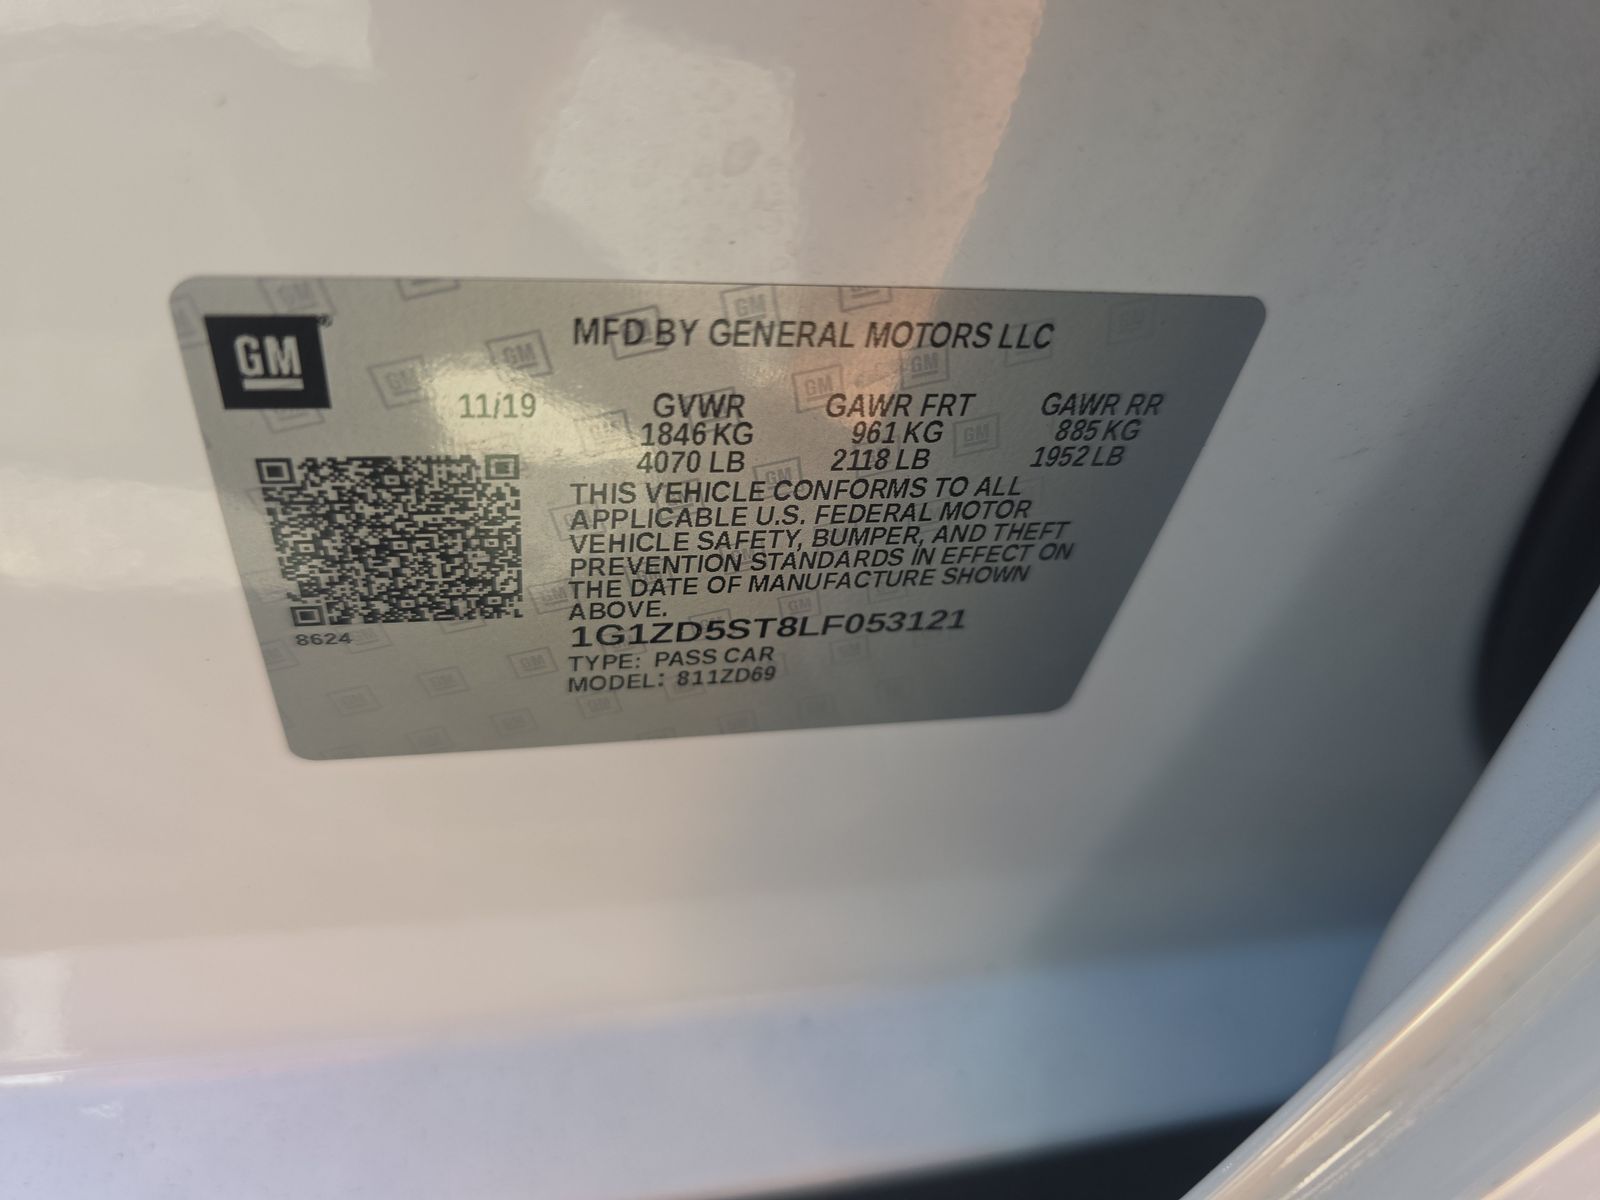 GM
MFD BY GENERAL MOTORS LLC
11/19 GVWR GAWR FRT GAWR RR
1846 KG 961 KG 885 KG
4070 LB 2118 LB 1952 LB
THIS VEHICLE CONFORMS TO ALL
APPLICABLE U.S. FEDERAL MOTOR
VEHICLE SAFETY, BUMPER, AND THEFT
PREVENTION STANDARDS IN EFFECT ON
THE DATE OF MANUFACTURE SHOWN
ABOVE.
8624
1G1ZD5ST8LF053121
TYPE: PASS CAR
MODEL: 811ZD69